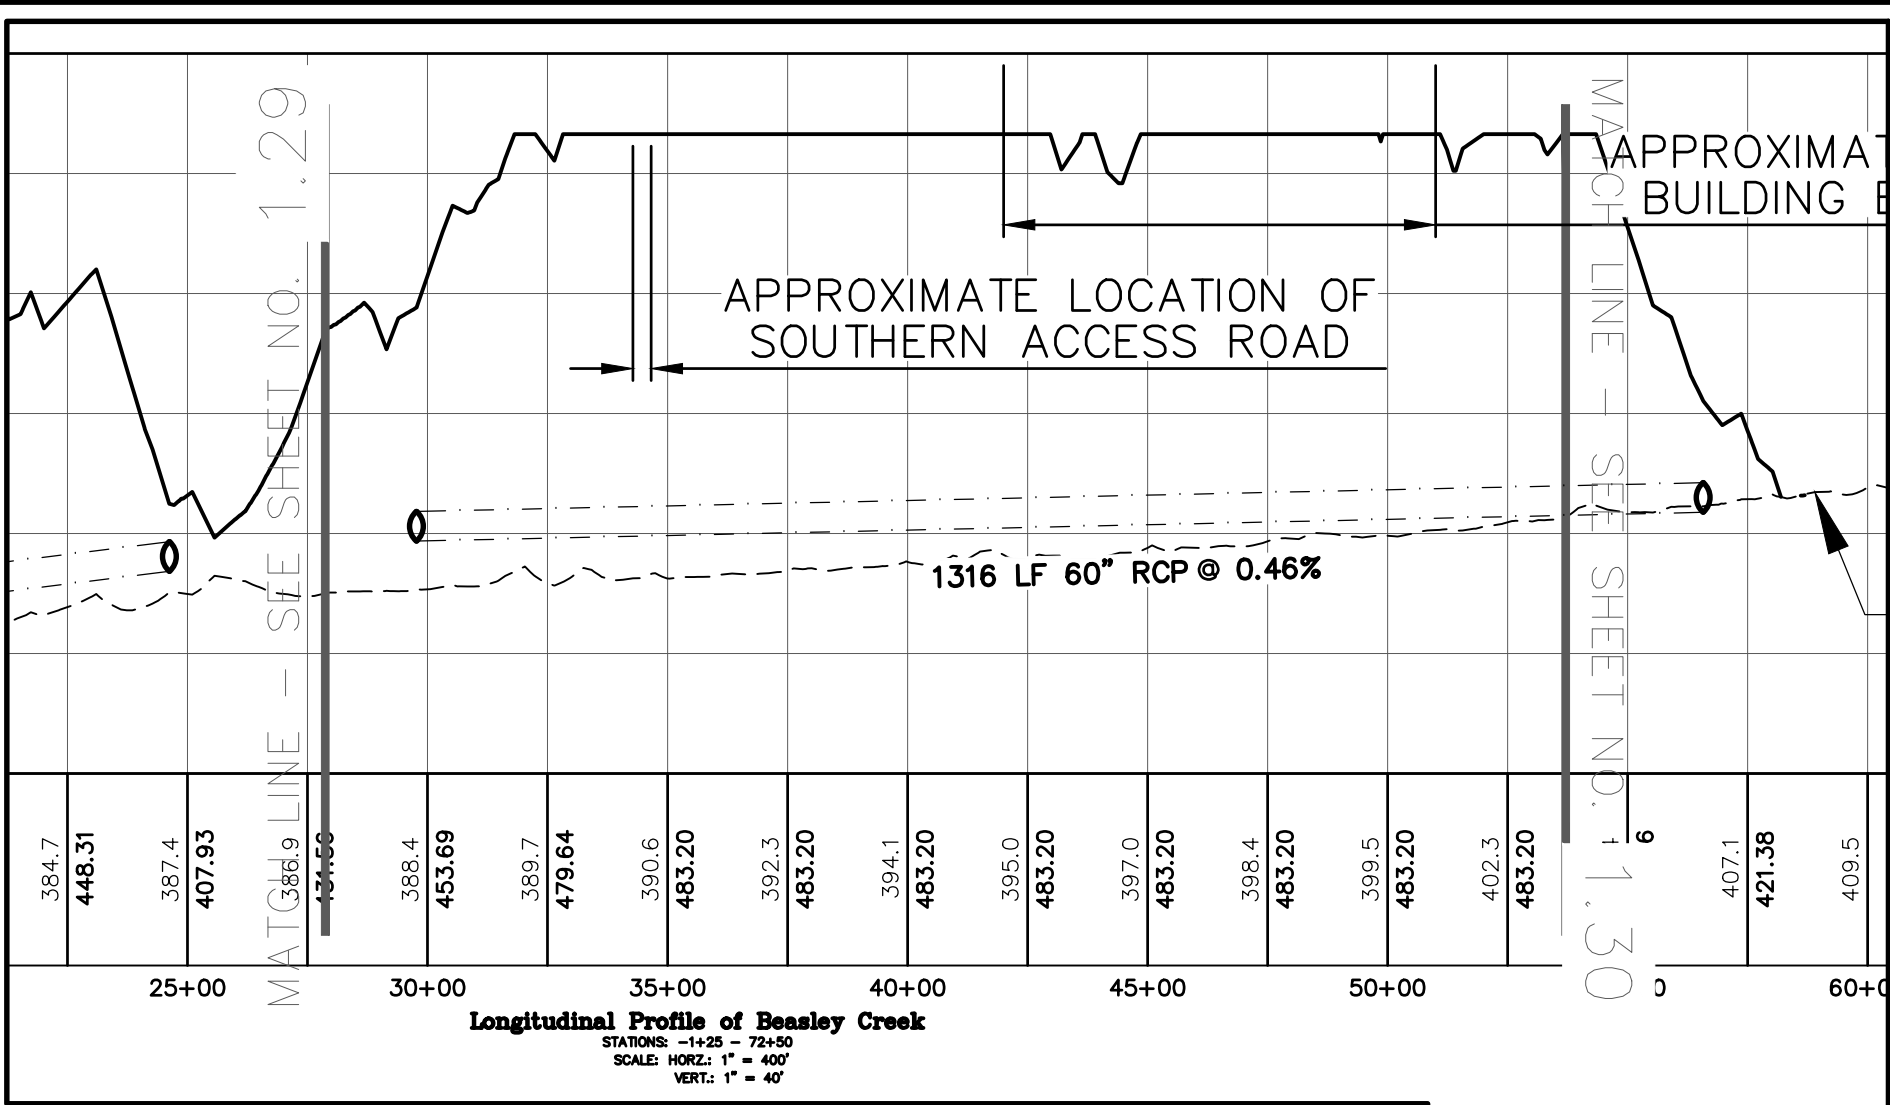 MATCH LINE - SEE SHEET NO. 1.29
MATCH LINE - SEE SHEET NO. 1.30
APPROXIMAT
BUILDING
APPROXIMATE LOCATION OF
SOUTHERN ACCESS ROAD
1316 LF 60" RCP @ 0.46%
384.7 448.31 387.4 407.93 386.9 388.4 453.69 389.7 479.64 390.6 483.20 392.3 483.20 394.1 483.20 395.0 483.20 397.0 483.20 398.4 483.20 399.5 483.20 402.3 483.20 6 407.1 421.38 409.5
25+00 30+00 35+00 40+00 45+00 50+00 0 60+0
Longitudinal Profile of Beasley Creek
STATIONS: -1+25 - 72+50
SCALE: HORZ.: 1" = 400'
VERT.: 1" = 40'